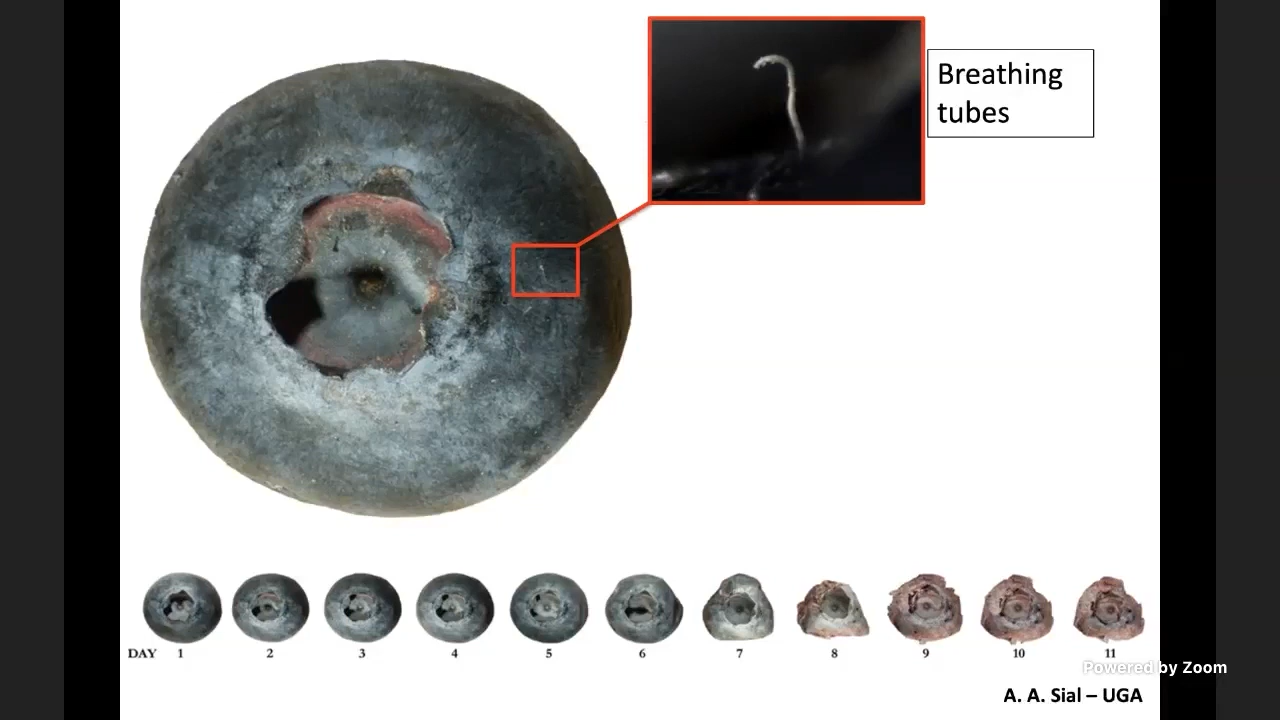 Breathing
tubes
DAY 1 2 3 4 5 6 7 8 9 10 11
Powered by Zoom
A. A. Sial – UGA